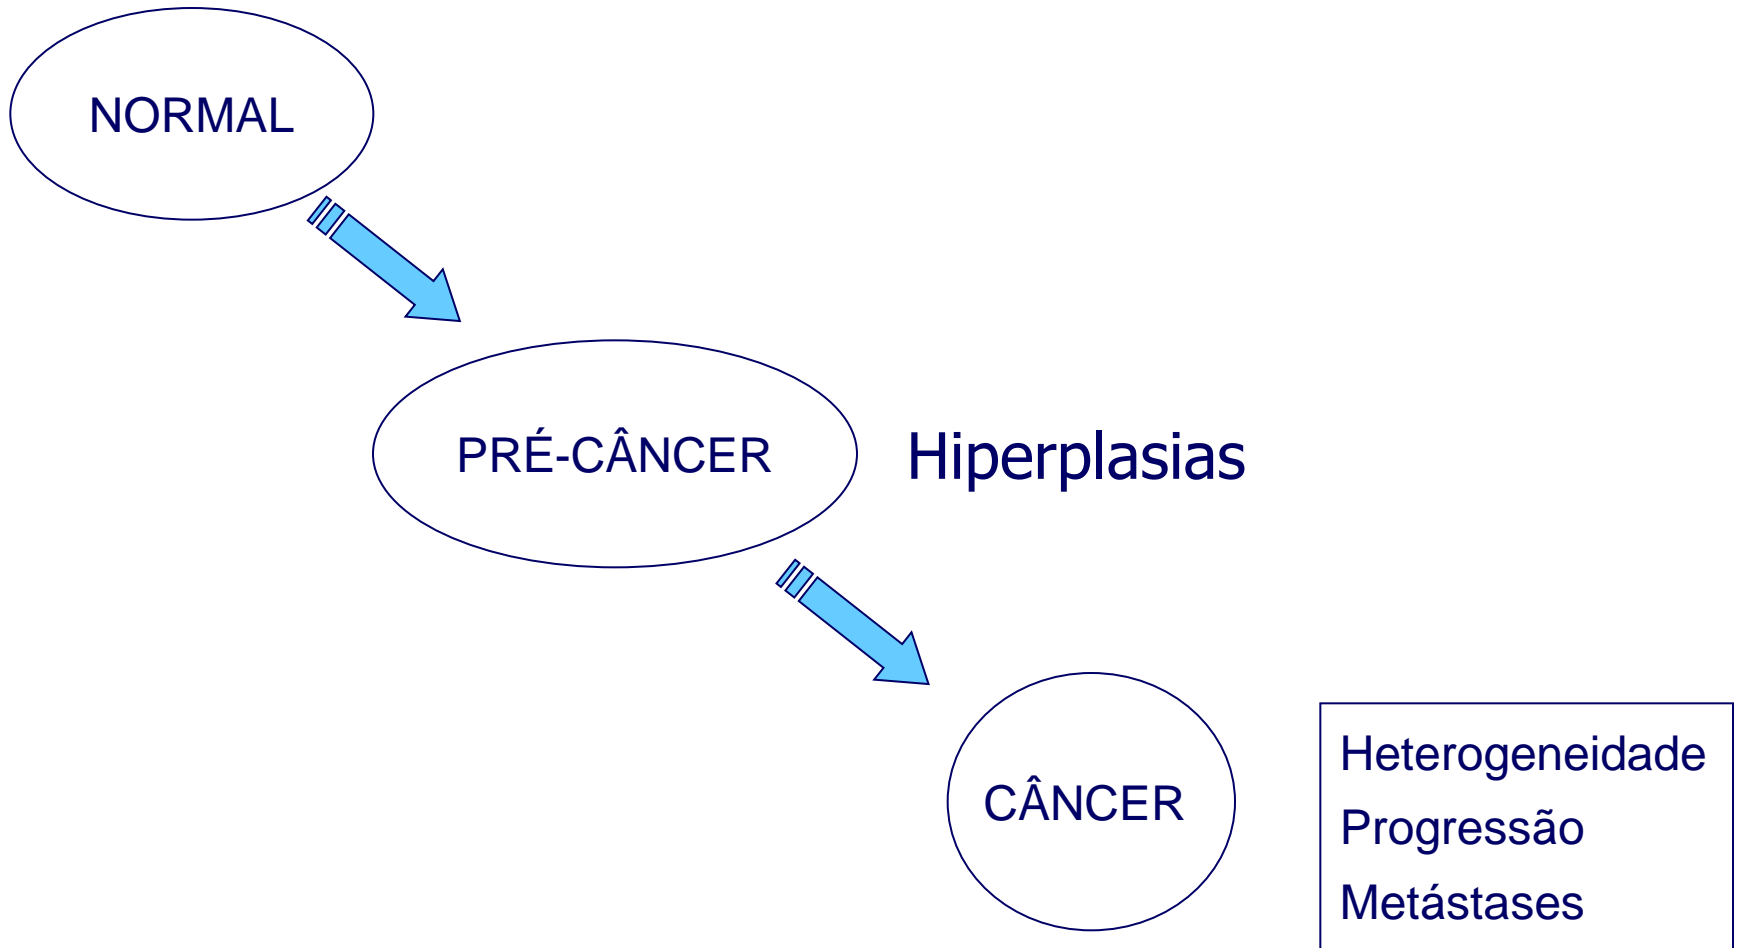 NORMAL
PRÉ-CÂNCER
Hiperplasias
CÂNCER
Heterogeneidade
Progressão
Metástases